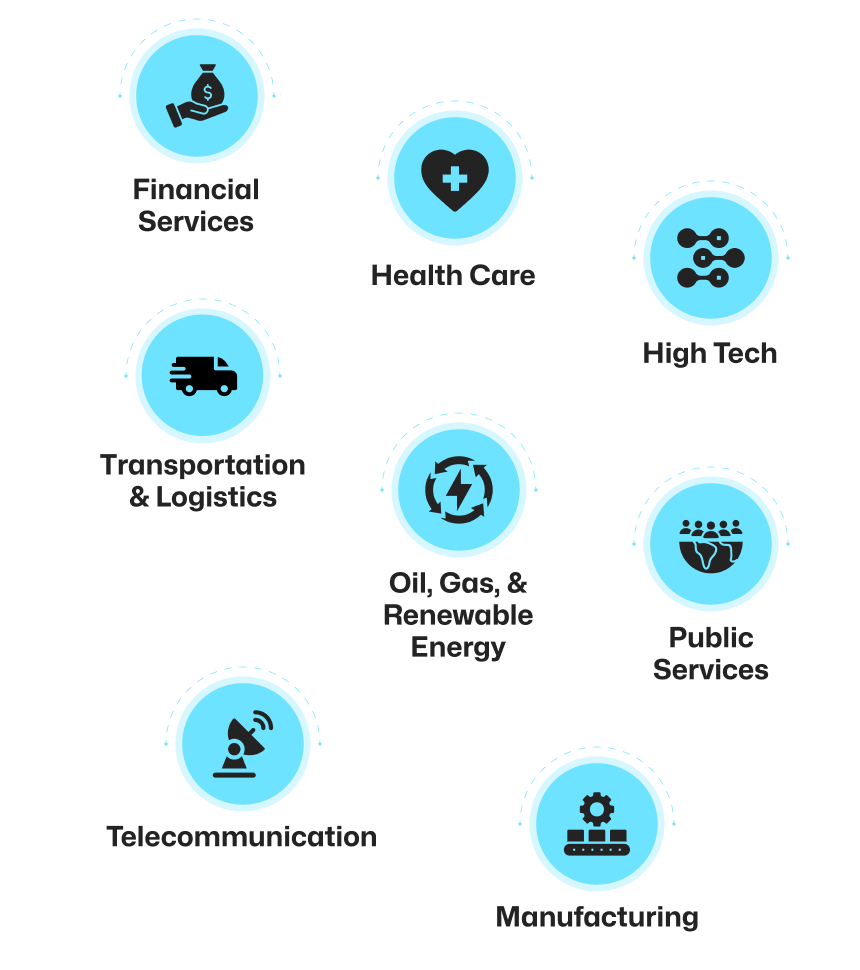 $
Financial
Services
Health Care
High Tech
Transportation
& Logistics
Oil, Gas, &
Renewable
Energy
Public
Services
Telecommunication
Manufacturing